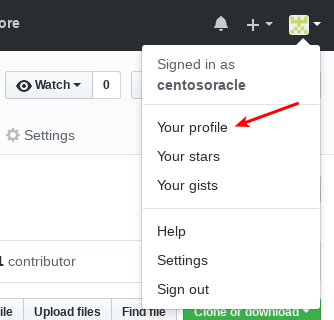 ore
Signed in as
centosoracle
Watch 0
Your profile
Settings
Your stars
Your gists
Help
1 contributor
Settings
Sign out
ile Upload files Find file Clone or download